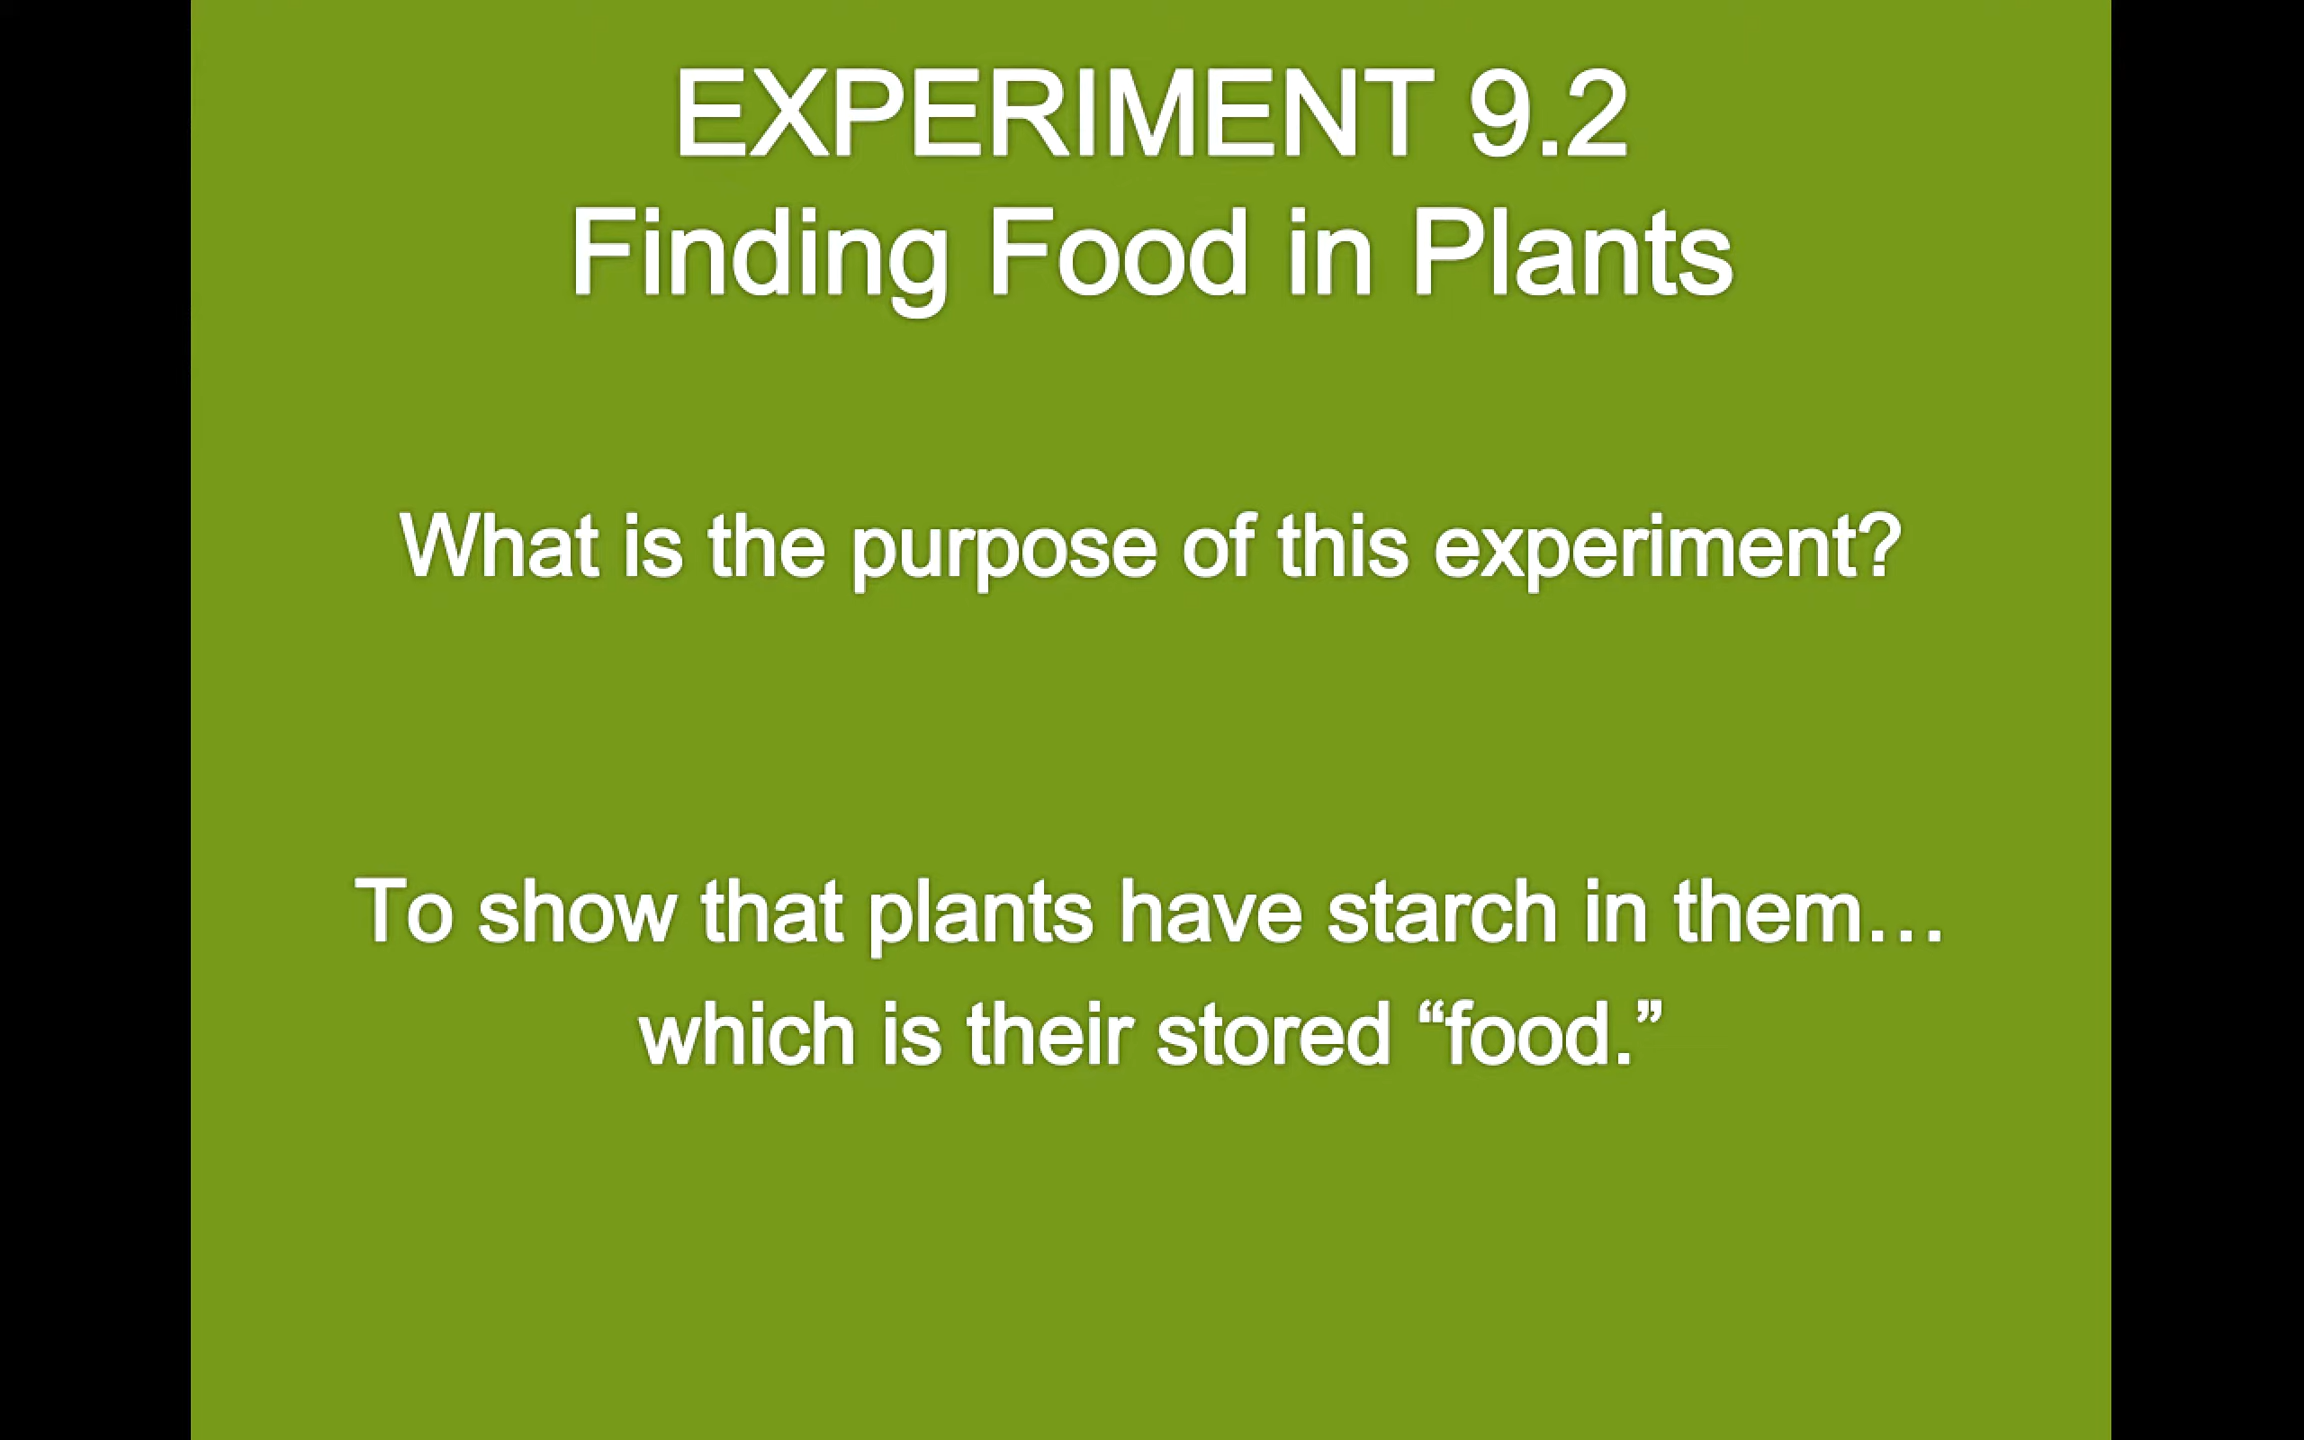 EXPERIMENT 9.2
Finding Food in Plants
What is the purpose of this experiment?
To show that plants have starch in them…
which is their stored “food.”